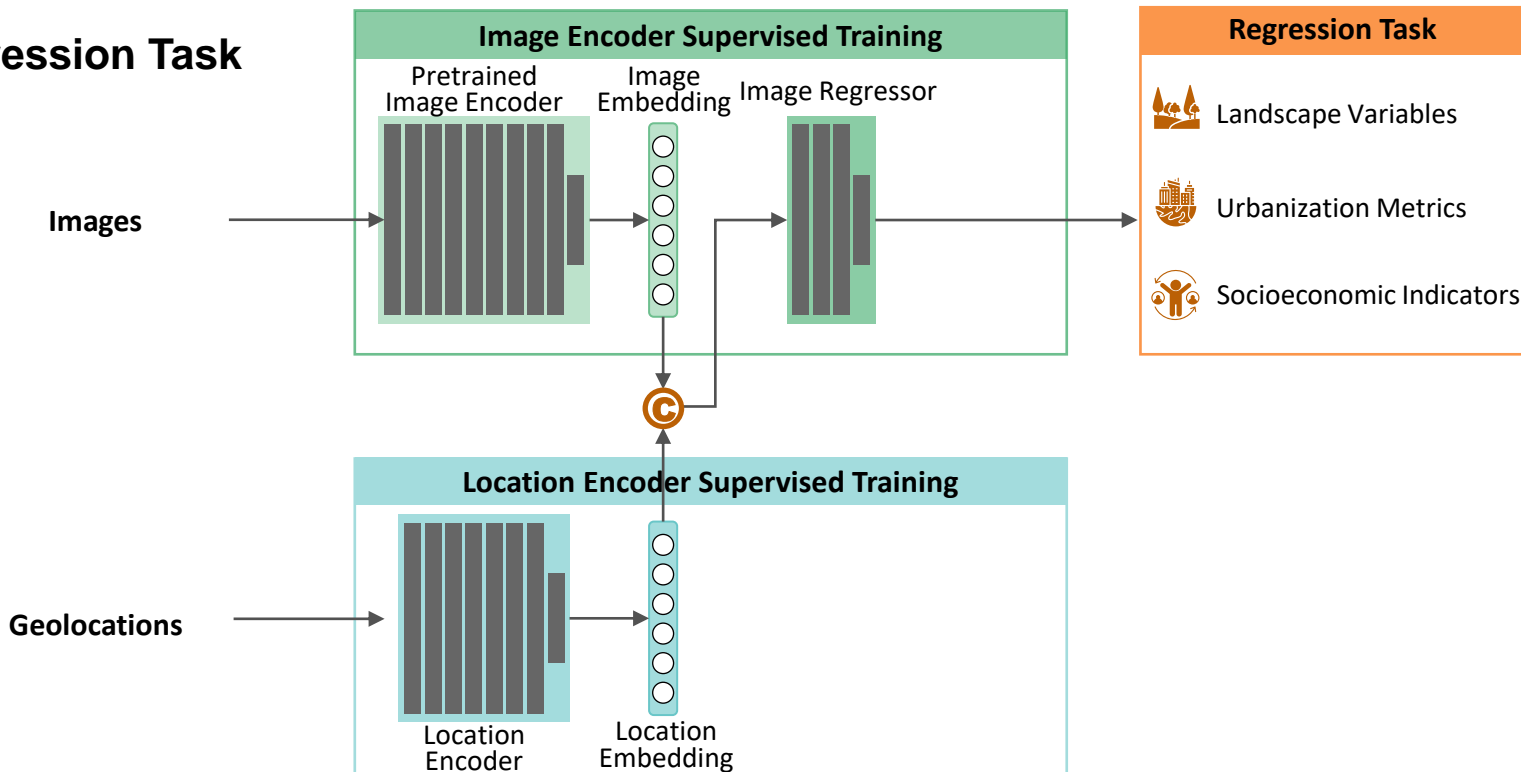 ession Task
Image Encoder Supervised Training
Regression Task
Pretrained
Image Encoder
Image
Embedding
Image Regressor
Landscape Variables
Images
Urbanization Metrics
Socioeconomic Indicators
C
Location Encoder Supervised Training
Geolocations
Location
Encoder
Location
Embedding